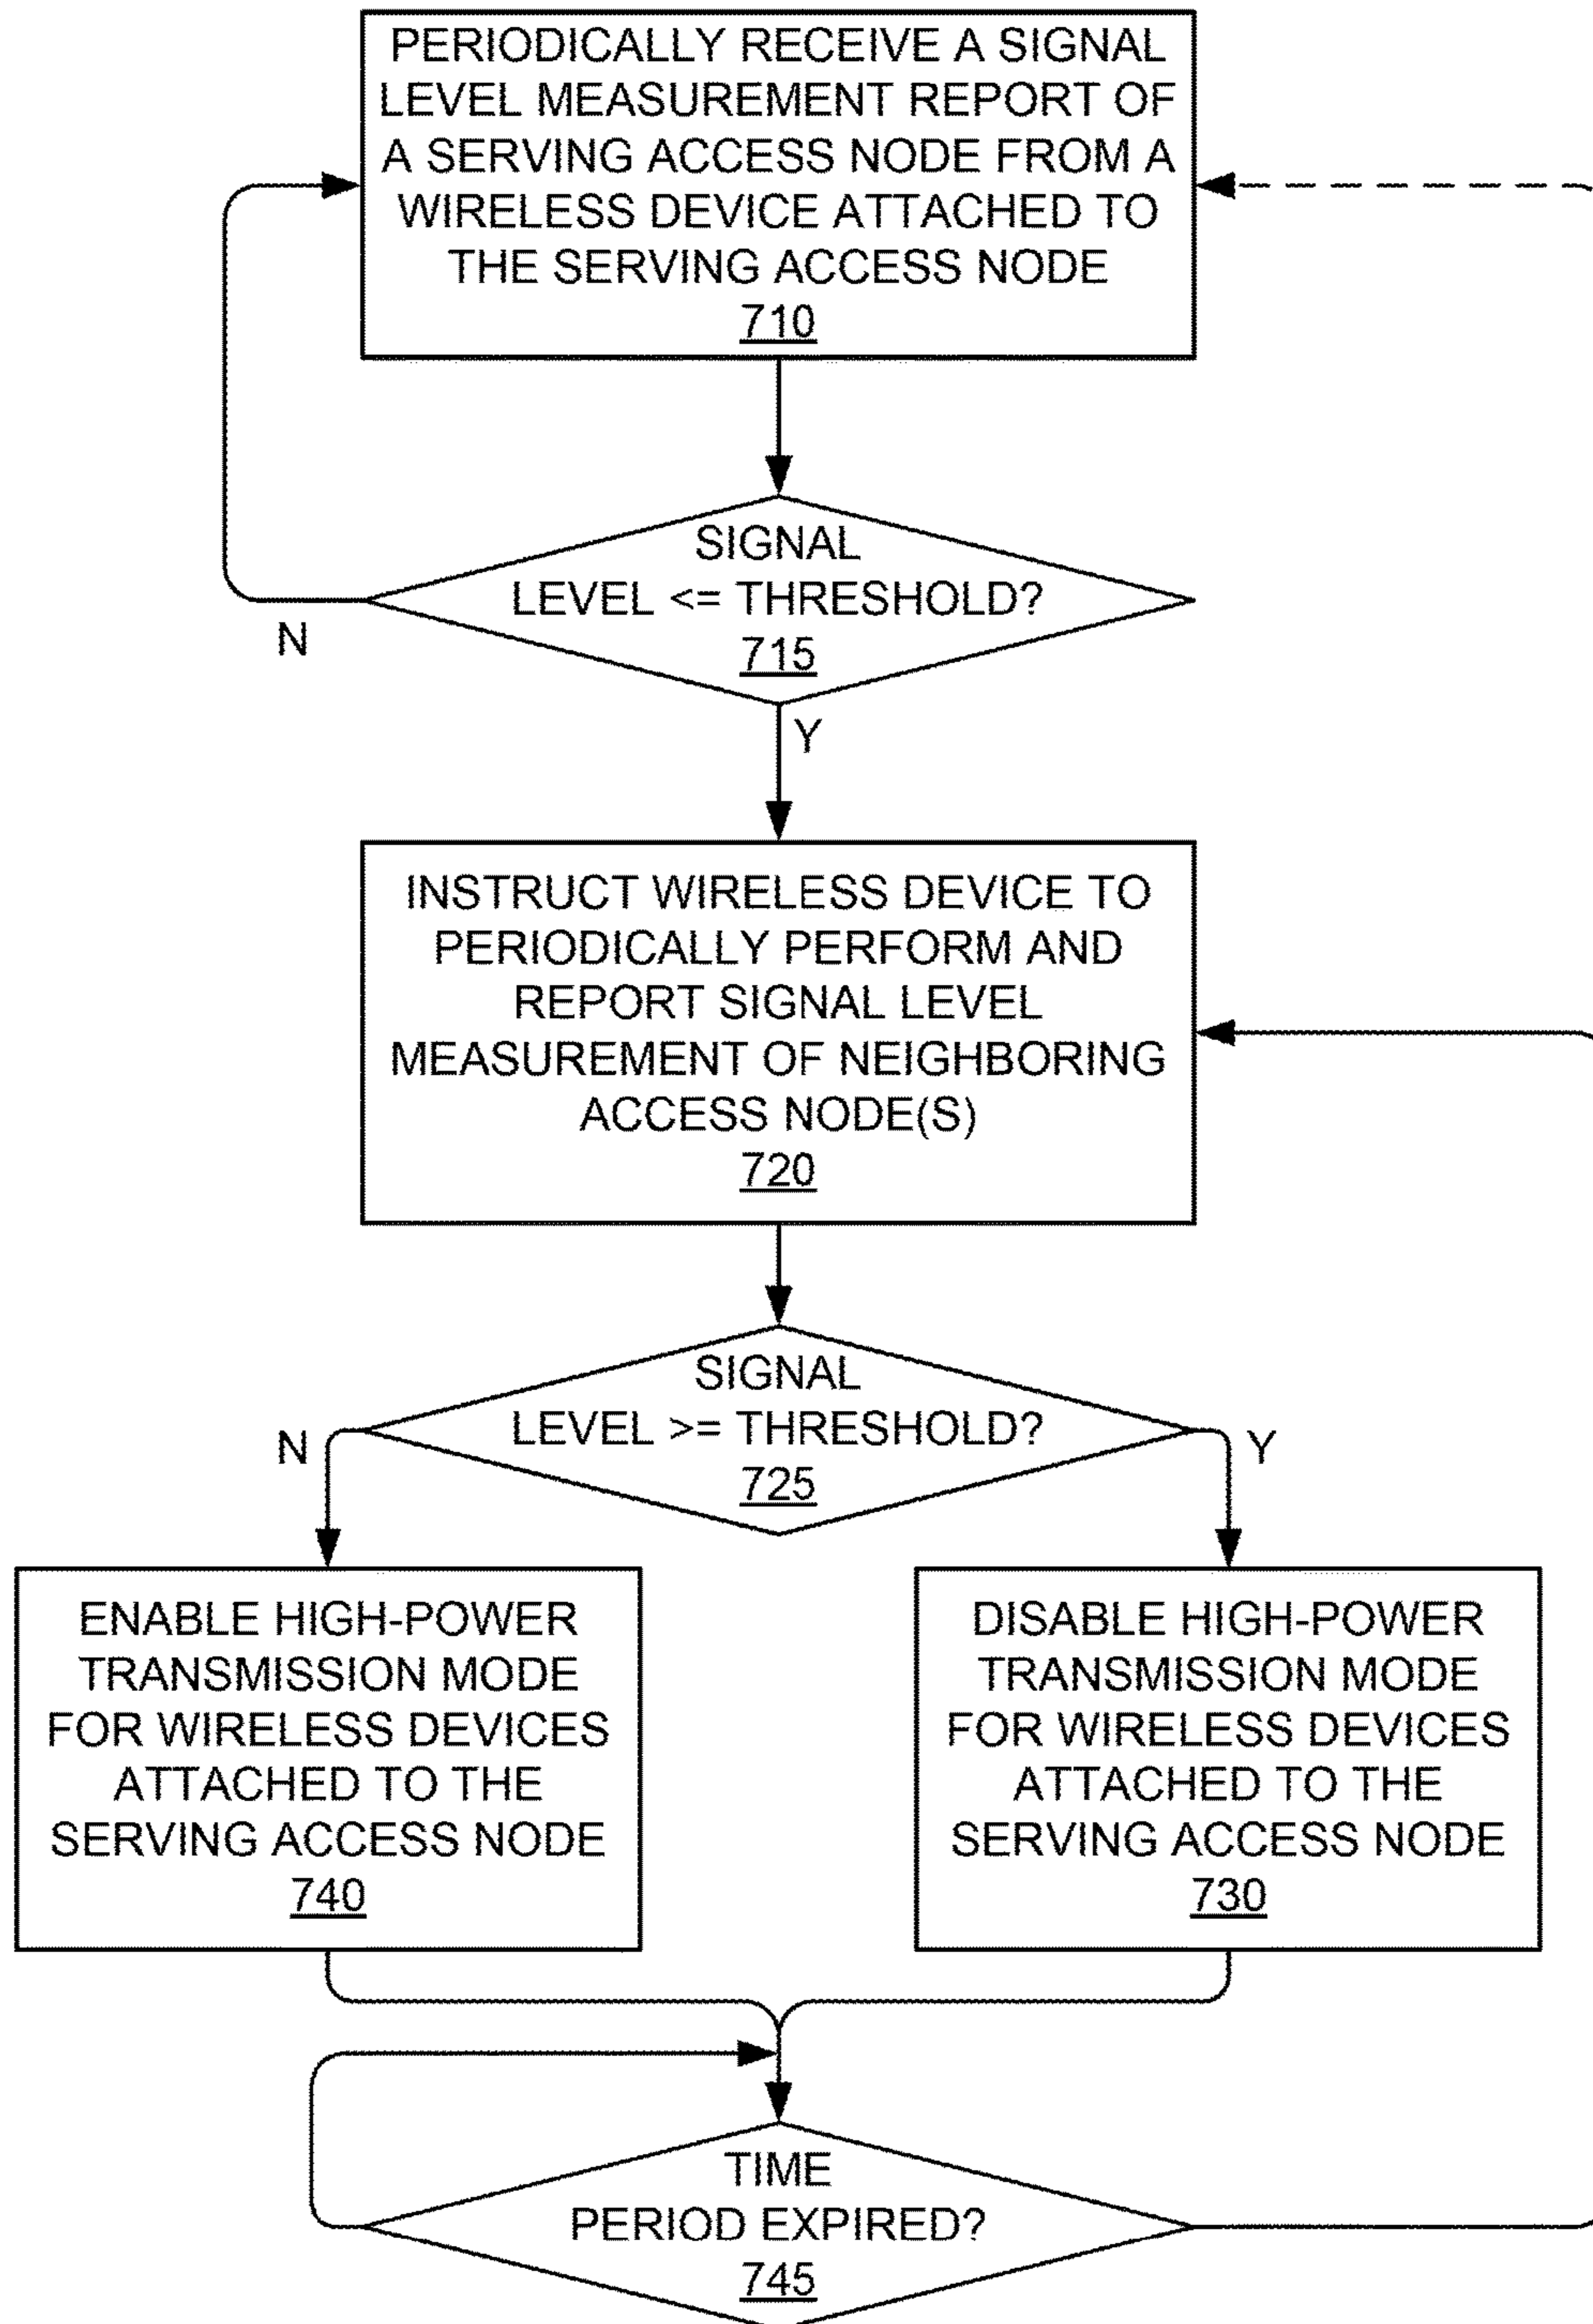 PERIODICALLY RECEIVE A SIGNAL
LEVEL MEASUREMENT REPORT OF
A SERVING ACCESS NODE FROM A
WIRELESS DEVICE ATTACHED TO
THE SERVING ACCESS NODE
710
SIGNAL
LEVEL <= THRESHOLD?
715
N
Y
INSTRUCT WIRELESS DEVICE TO
PERIODICALLY PERFORM AND
REPORT SIGNAL LEVEL
MEASUREMENT OF NEIGHBORING
ACCESS NODE(S)
720
SIGNAL
LEVEL >= THRESHOLD?
725
N
Y
ENABLE HIGH-POWER
TRANSMISSION MODE
FOR WIRELESS DEVICES
ATTACHED TO THE
SERVING ACCESS NODE
740
DISABLE HIGH-POWER
TRANSMISSION MODE
FOR WIRELESS DEVICES
ATTACHED TO THE
SERVING ACCESS NODE
730
TIME
PERIOD EXPIRED?
745